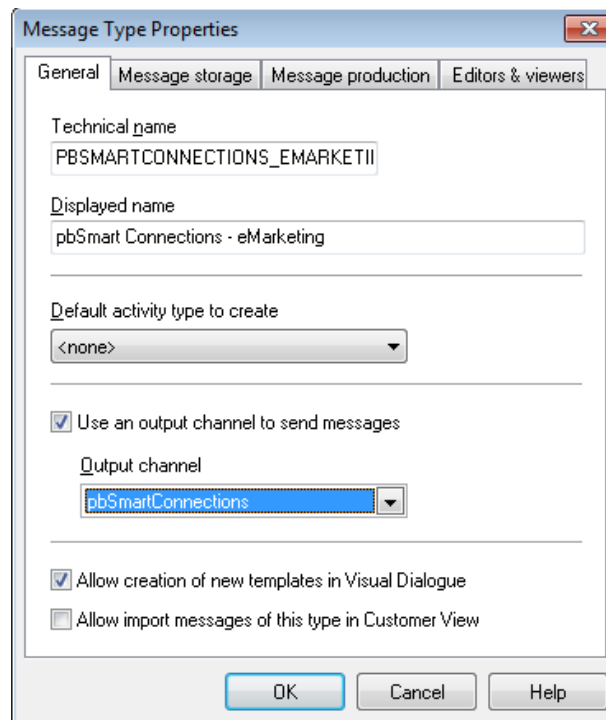 Message Type Properties
General Message storage Message production Editors & viewers
Technical name
PBSMARTCONNECTIONS_EMARKETII
Displayed name
pbSmart Connections - eMarketing
Default activity type to create
<none>
Use an output channel to send messages
Output channel
pbSmartConnections
Allow creation of new templates in Visual Dialogue
Allow import messages of this type in Customer View
OK Cancel Help